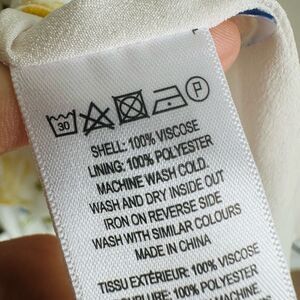 30
P
SHELL: 100% VISCOSE
LINING: 100% POLYESTER
MACHINE WASH COLD.
WASH AND DRY INSIDE OUT
IRON ON REVERSE SIDE
WASH WITH SIMILAR COLOURS
MADE IN CHINA
TISSU EXTÉRIEUR: 100% VISCOSE
100% POLYESTER
MACHINE